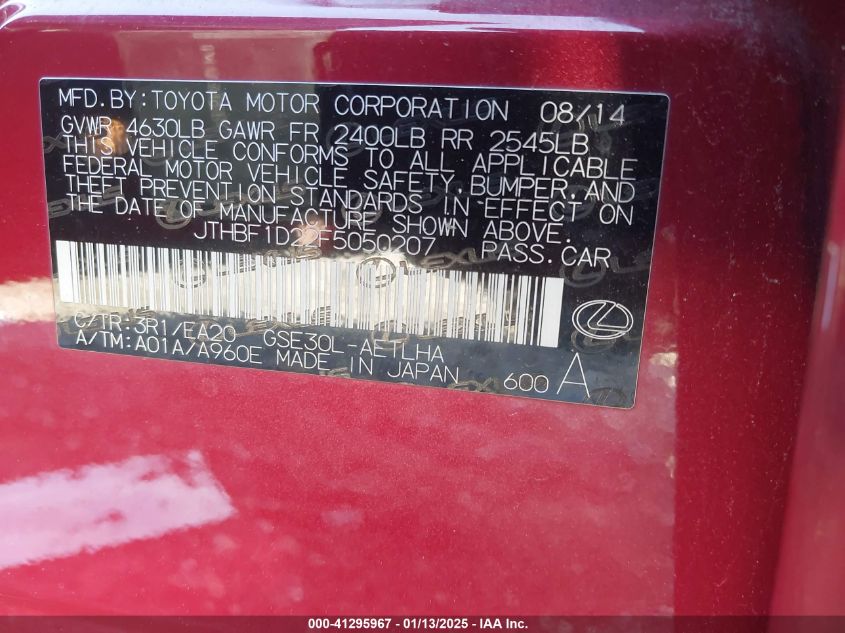 MFD.BY:TOYOTA MOTOR CORPORATION 08/14
GVWR 4630LB GAWR FR 2400LB RR 2545LB
THIS VEHICLE CONFORMS TO ALL APPLICABLE
FEDERAL MOTOR VEHICLE SAFETY,BUMPER,AND
THEFT PREVENTION STANDARDS IN EFFECT ON
THE DATE OF MANUFACTURE SHOWN ABOVE.
JTHBF1D22F5050207 PASS.CAR
C/TR:3R1/EA20 GSE30L-AETLHA
A/TM:A01A/A960E MADE IN JAPAN 600 A
000-41295967 - 01/13/2025 - IAA Inc.